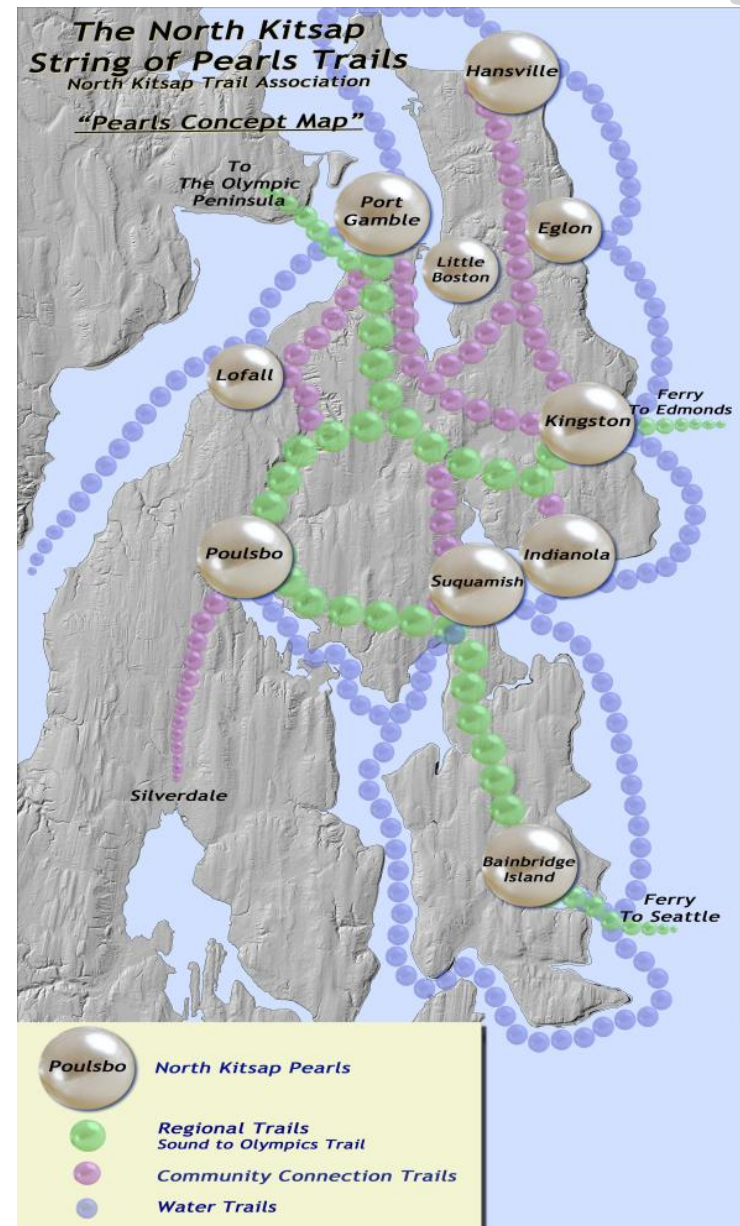 The North Kitsap
String of Pearls Trails
North Kitsap Trail Association
"Pearls Concept Map"
Hansville
To
The Olympic
Peninsula
Port
Gamble
Eglon
Little
Boston
Lofall
Ferry
To Edmonds
Kingston
Poulsbo
Indianola
Suquamish
Silverdale
Bainbridge
Island
Ferry
To Seattle
Poulsbo
North Kitsap Pearls
Regional Trails
Sound to Olympics Trail
Community Connection Trails
Water Trails